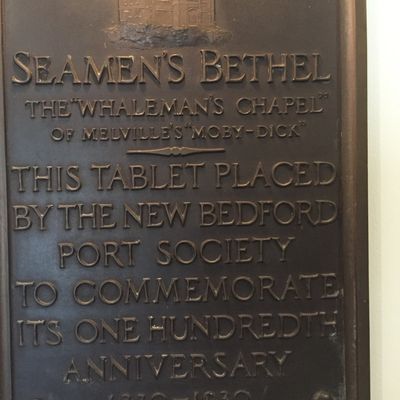 SEAMEN'S BETHEL
THE "WHALEMAN'S CHAPEL"
OF MELVILLE'S "MOBY-DICK"
THIS TABLET PLACED
BY THE NEW BEDFORD
PORT SOCIETY
TO COMMEMORATE
ITS ONE HUNDREDTH
ANNIVERSARY